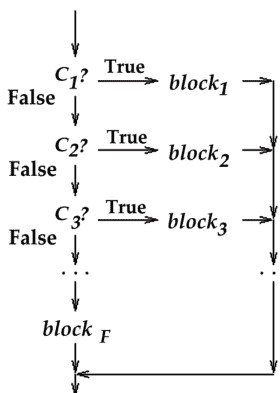 True
C1? block1
False
True
C2? block2
False
True
C3? block3
False
... ..
block F